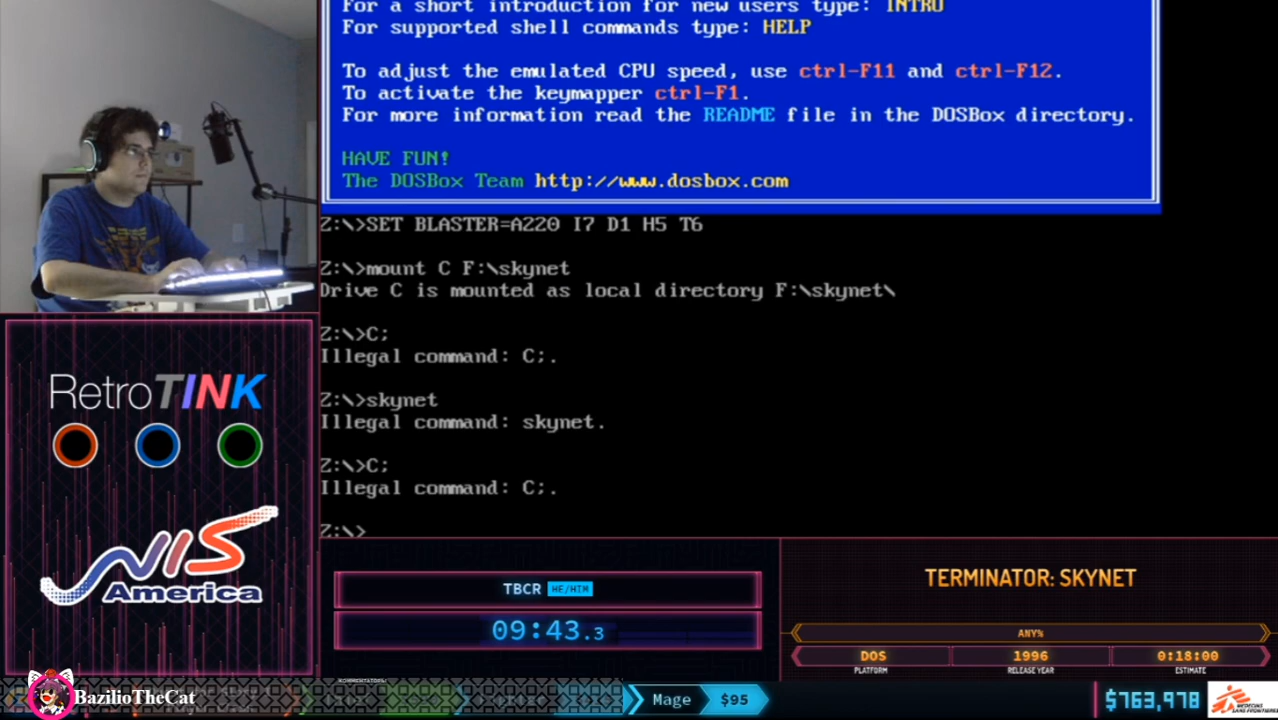 For a short introduction for new users type: INTRO
For supported shell commands type: HELP
To adjust the emulated CPU speed, use ctrl-F11 and ctrl-F12.
To activate the keymapper ctrl-F1.
For more information read the README file in the DOSBox directory.
HAVE FUN!
The DOSBox Team http://www.dosbox.com
Z:\>SET BLASTER=A220 I7 D1 H5 T6
Z:\>mount C F:\skynet
Drive C is mounted as local directory F:\skynet\
Z:\>C;
Illegal command: C;.
Z:\>skynet
Illegal command: skynet.
Z:\>C;
Illegal command: C;.
Z:\>
RetroTINK
NIS
America
TBCR HE/HIM
09:43.3
TERMINATOR: SKYNET
ANY%
DOS
PLATFORM
1996
RELEASE YEAR
0:18:00
ESTIMATE
BazilioTheCat
Mage $95
$763,978
MEDECINS
SANS FRONTIERES